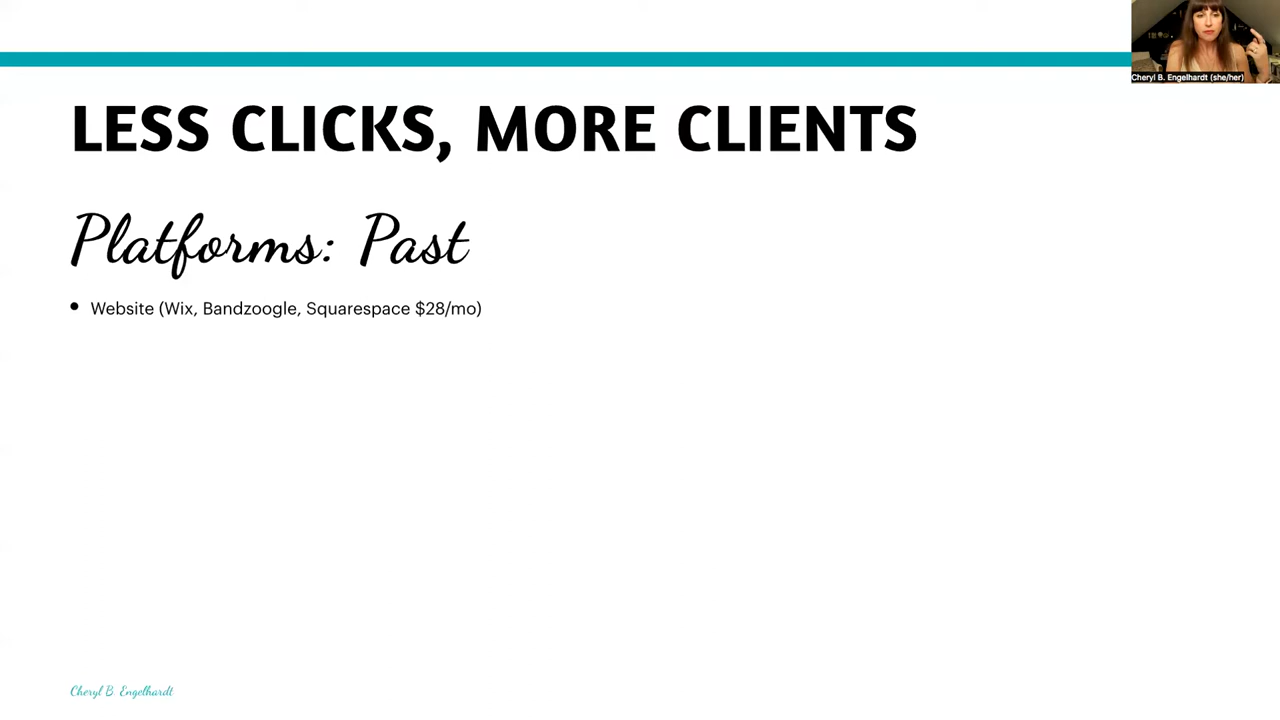 Cheryl B. Engelhardt (she/her)
LESS CLICKS, MORE CLIENTS
Platforms: Past
• Website (Wix, Bandzoogle, Squarespace $28/mo)
Cheryl B. Engelhardt